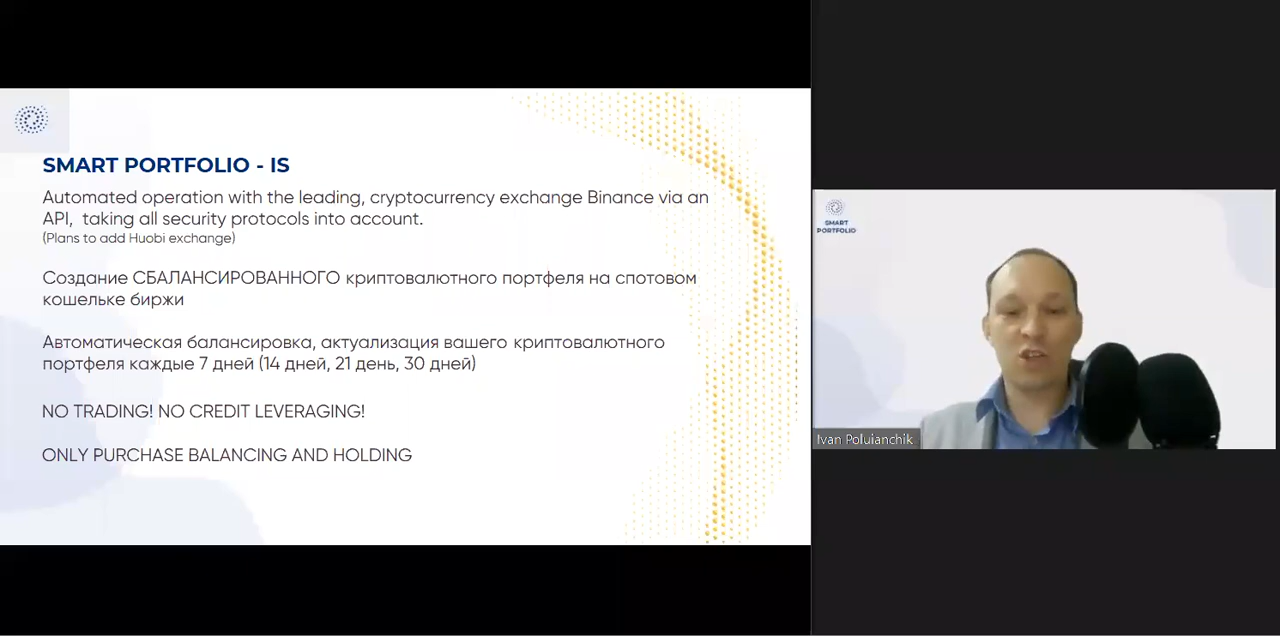 SMART PORTFOLIO - IS
Automated operation with the leading, cryptocurrency exchange Binance via an
API, taking all security protocols into account.
(Plans to add Huobi exchange)
Создание СБАЛАНСИРОВАННОГО криптовалютного портфеля на спотовом
кошельке биржи
Автоматическая балансировка, актуализация вашего криптовалютного
портфеля каждые 7 дней (14 дней, 21 день, 30 дней)
NO TRADING! NO CREDIT LEVERAGING!
ONLY PURCHASE BALANCING AND HOLDING
SMART
PORTFOLIO
Ivan Poluianchik